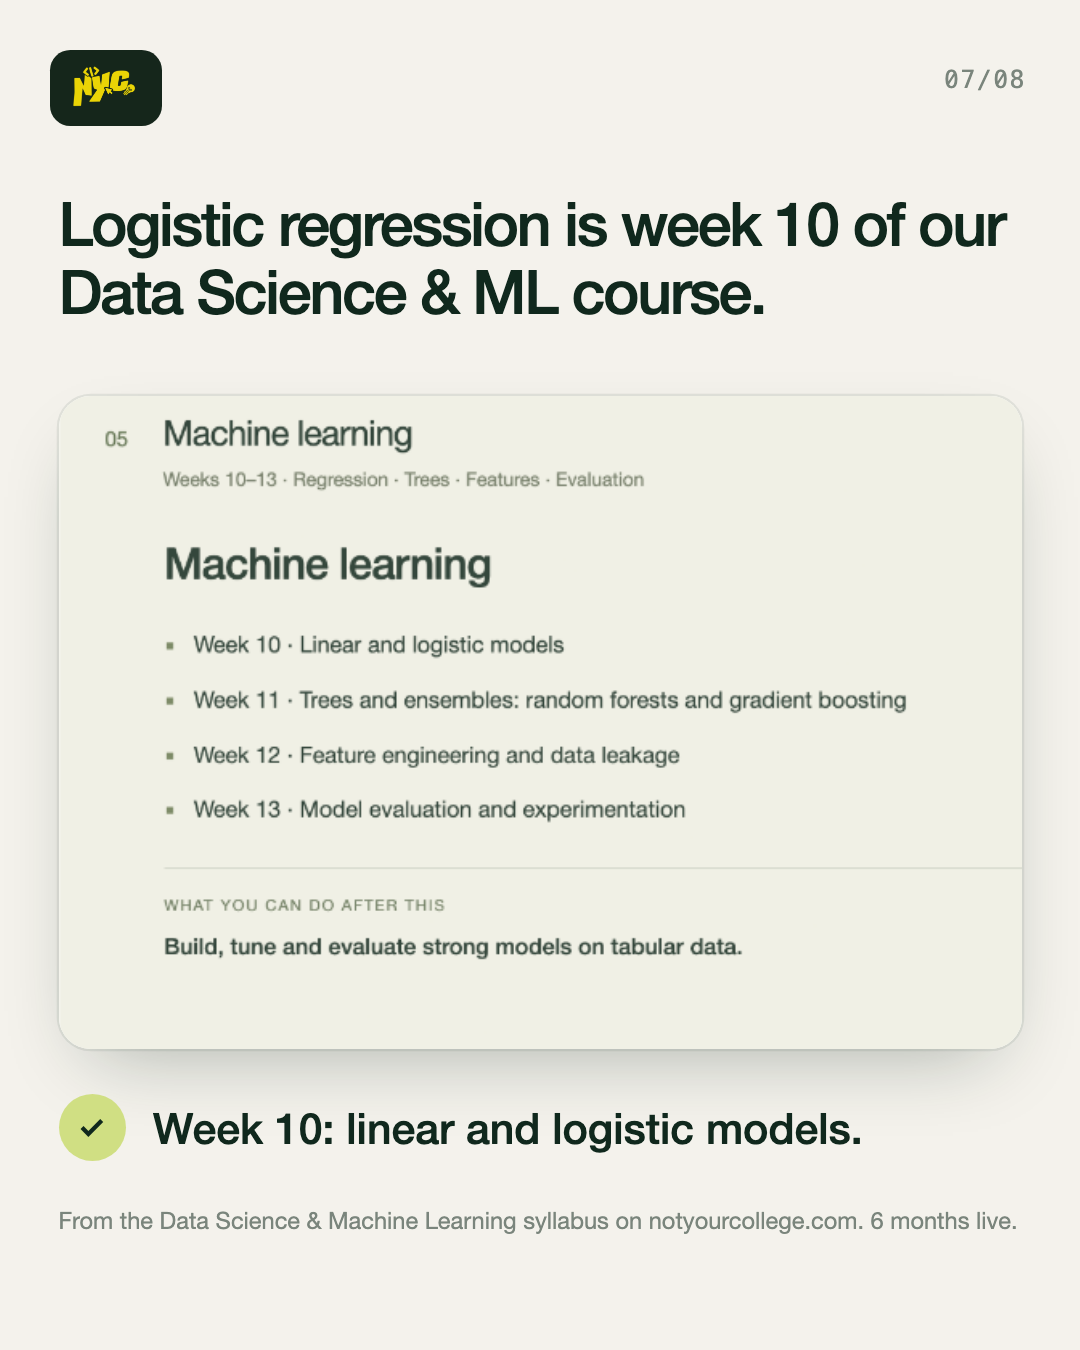 NYC
07/08
Logistic regression is week 10 of our
Data Science & ML course.
05 Machine learning
Weeks 10–13 · Regression · Trees · Features · Evaluation
Machine learning
▪ Week 10 · Linear and logistic models
▪ Week 11 · Trees and ensembles: random forests and gradient boosting
▪ Week 12 · Feature engineering and data leakage
▪ Week 13 · Model evaluation and experimentation
WHAT YOU CAN DO AFTER THIS
Build, tune and evaluate strong models on tabular data.
Week 10: linear and logistic models.
From the Data Science & Machine Learning syllabus on notyourcollege.com. 6 months live.